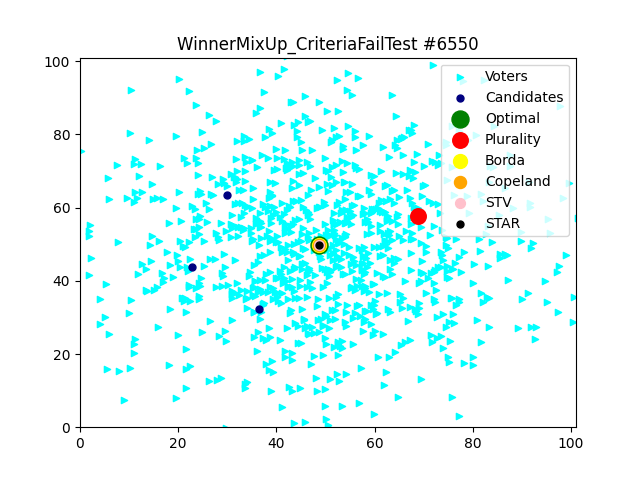 WinnerMixUp_CriteriaFailTest #6550
Voters
Candidates
Optimal
Plurality
Borda
Copeland
STV
STAR
100
80
60
40
20
0
0 20 40 60 80 100